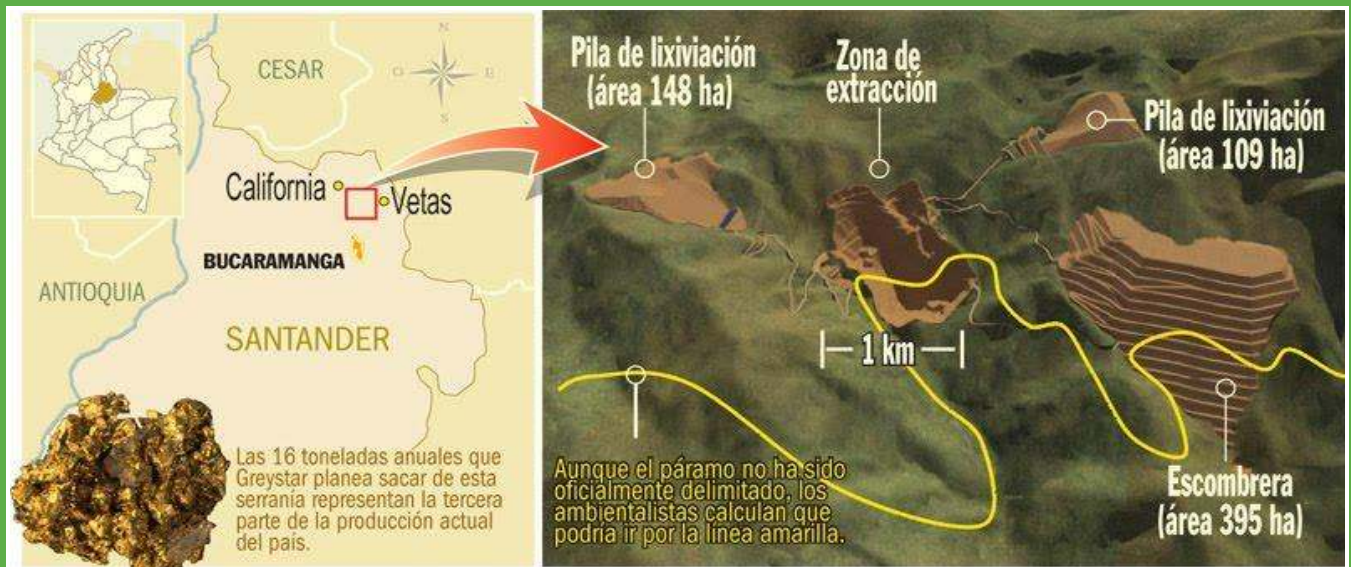 CESAR
N
O
E
S
California
Vetas
BUCARAMANGA
ANTIOQUIA
SANTANDER
Las 16 toneladas anuales que
Greystar planea sacar de esta
serranía representan la tercera
parte de la producción actual
del país.
Pila de lixiviación
(área 148 ha)
Zona de
extracción
Pila de lixiviación
(área 109 ha)
1 km
Aunque el páramo no ha sido
oficialmente delimitado, los
ambientalistas calculan que
podría ir por la línea amarilla.
Escombrera
(área 395 ha)